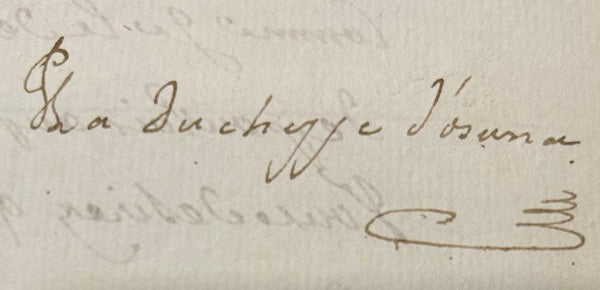 La Duchesse d'osuna